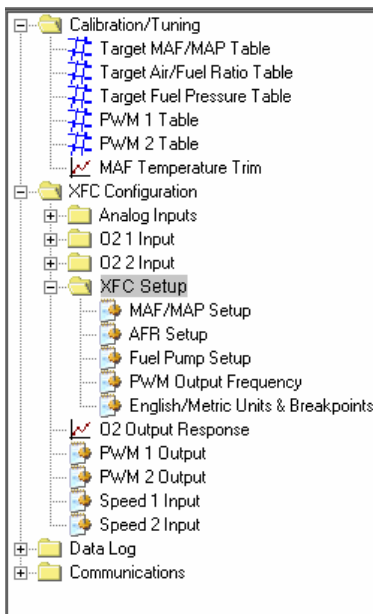 Calibration/Tuning
Target MAF/MAP Table
Target Air/Fuel Ratio Table
Target Fuel Pressure Table
PWM 1 Table
PWM 2 Table
MAF Temperature Trim
XFC Configuration
Analog Inputs
O2 1 Input
O2 2 Input
XFC Setup
MAF/MAP Setup
AFR Setup
Fuel Pump Setup
PWM Output Frequency
English/Metric Units & Breakpoints
O2 Output Response
PWM 1 Output
PWM 2 Output
Speed 1 Input
Speed 2 Input
Data Log
Communications